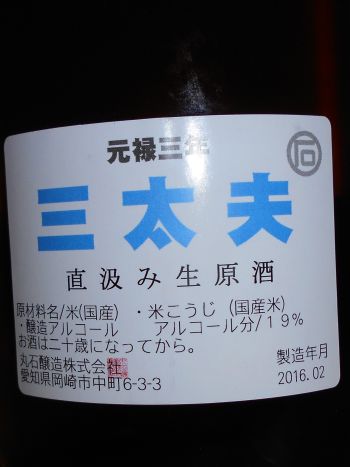 元禄三年
石
三太夫
直汲み生原酒
原材料名/米(国産) ・米こうじ (国産米)
・醸造アルコール アルコール分/19%
お酒は二十歳になってから。
丸石醸造株式会社
愛知県岡崎市中町6-3-3
製造年月
2016.02